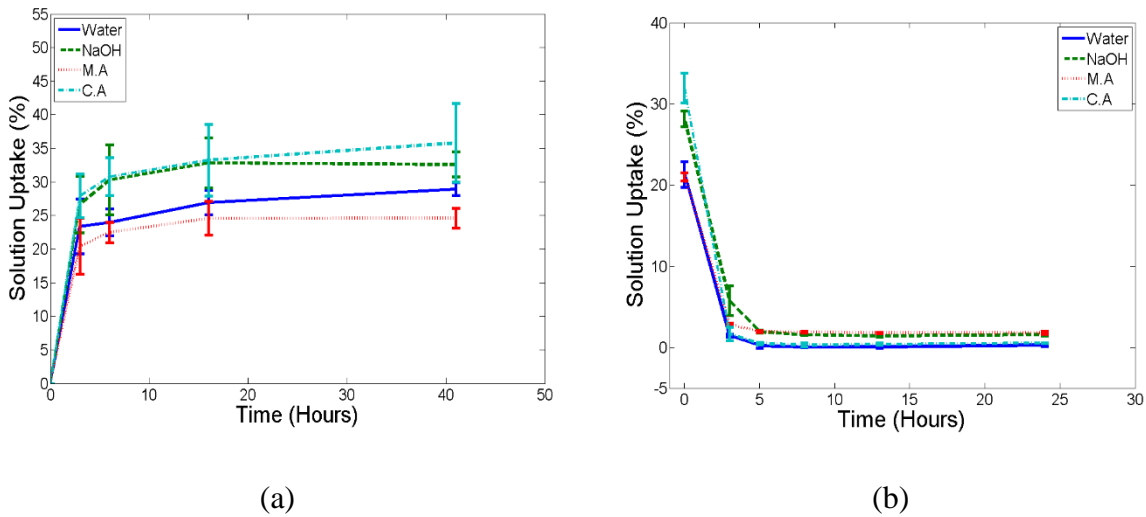 55
50
45
40
35
30
25
20
15
10
5
0
Solution Uptake (%)
Water
NaOH
M.A
C.A
0 10 20 30 40 50
Time (Hours)
(a)
40
30
20
10
0
-5
Solution Uptake (%)
Water
NaOH
M.A
C.A
0 5 10 15 20 25 30
Time (Hours)
(b)